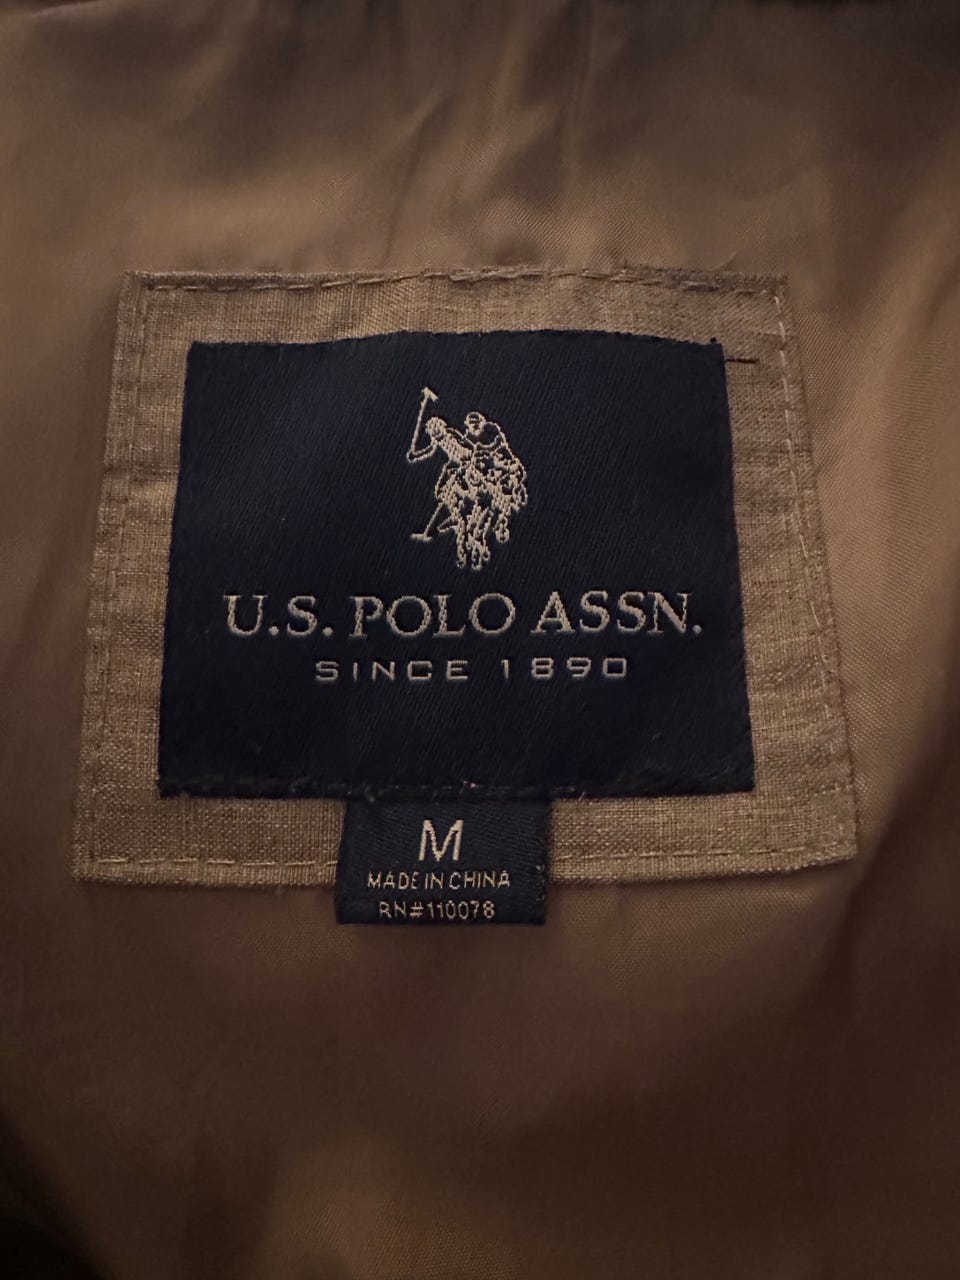 U.S. POLO ASSN.
SINCE 1890
M
MADE IN CHINA
RN#110078